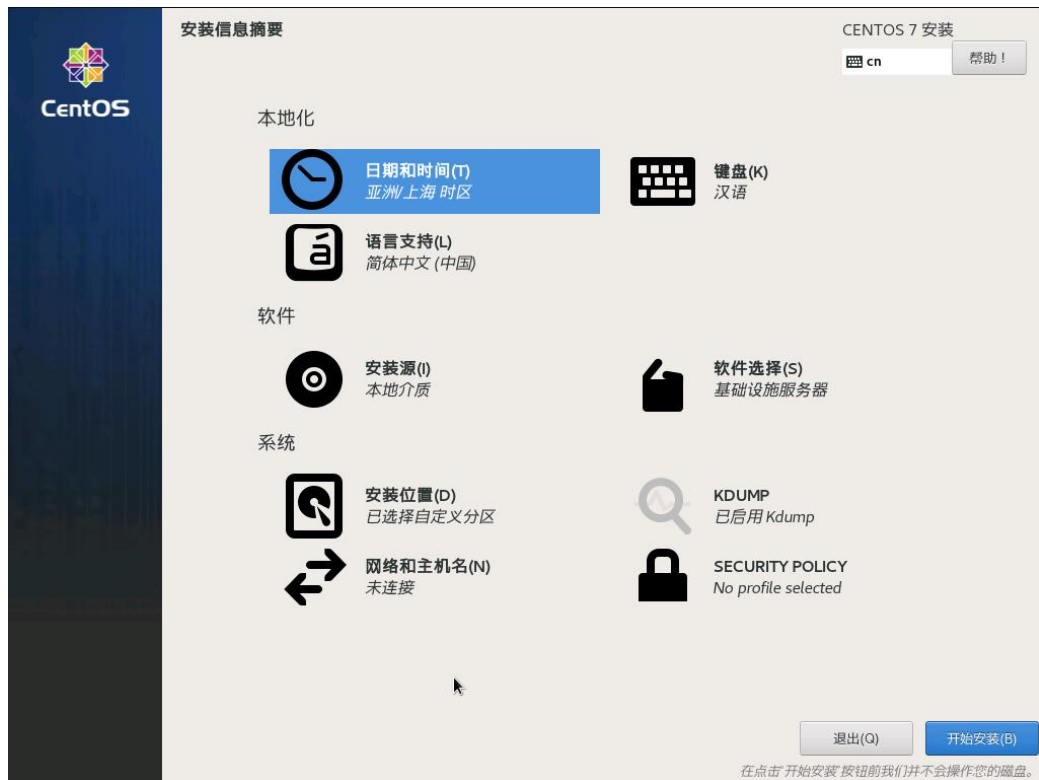 安装信息摘要
CENTOS 7 安装
cn
帮助！
CentOS
本地化
日期和时间(T)
亚洲/上海 时区
键盘(K)
汉语
语言支持(L)
简体中文 (中国)
软件
安装源(I)
本地介质
软件选择(S)
基础设施服务器
系统
安装位置(D)
已选择自定义分区
KDUMP
已启用 Kdump
网络和主机名(N)
未连接
SECURITY POLICY
No profile selected
退出(Q)
开始安装(B)
在点击'开始安装'按钮前我们并不会操作您的磁盘。